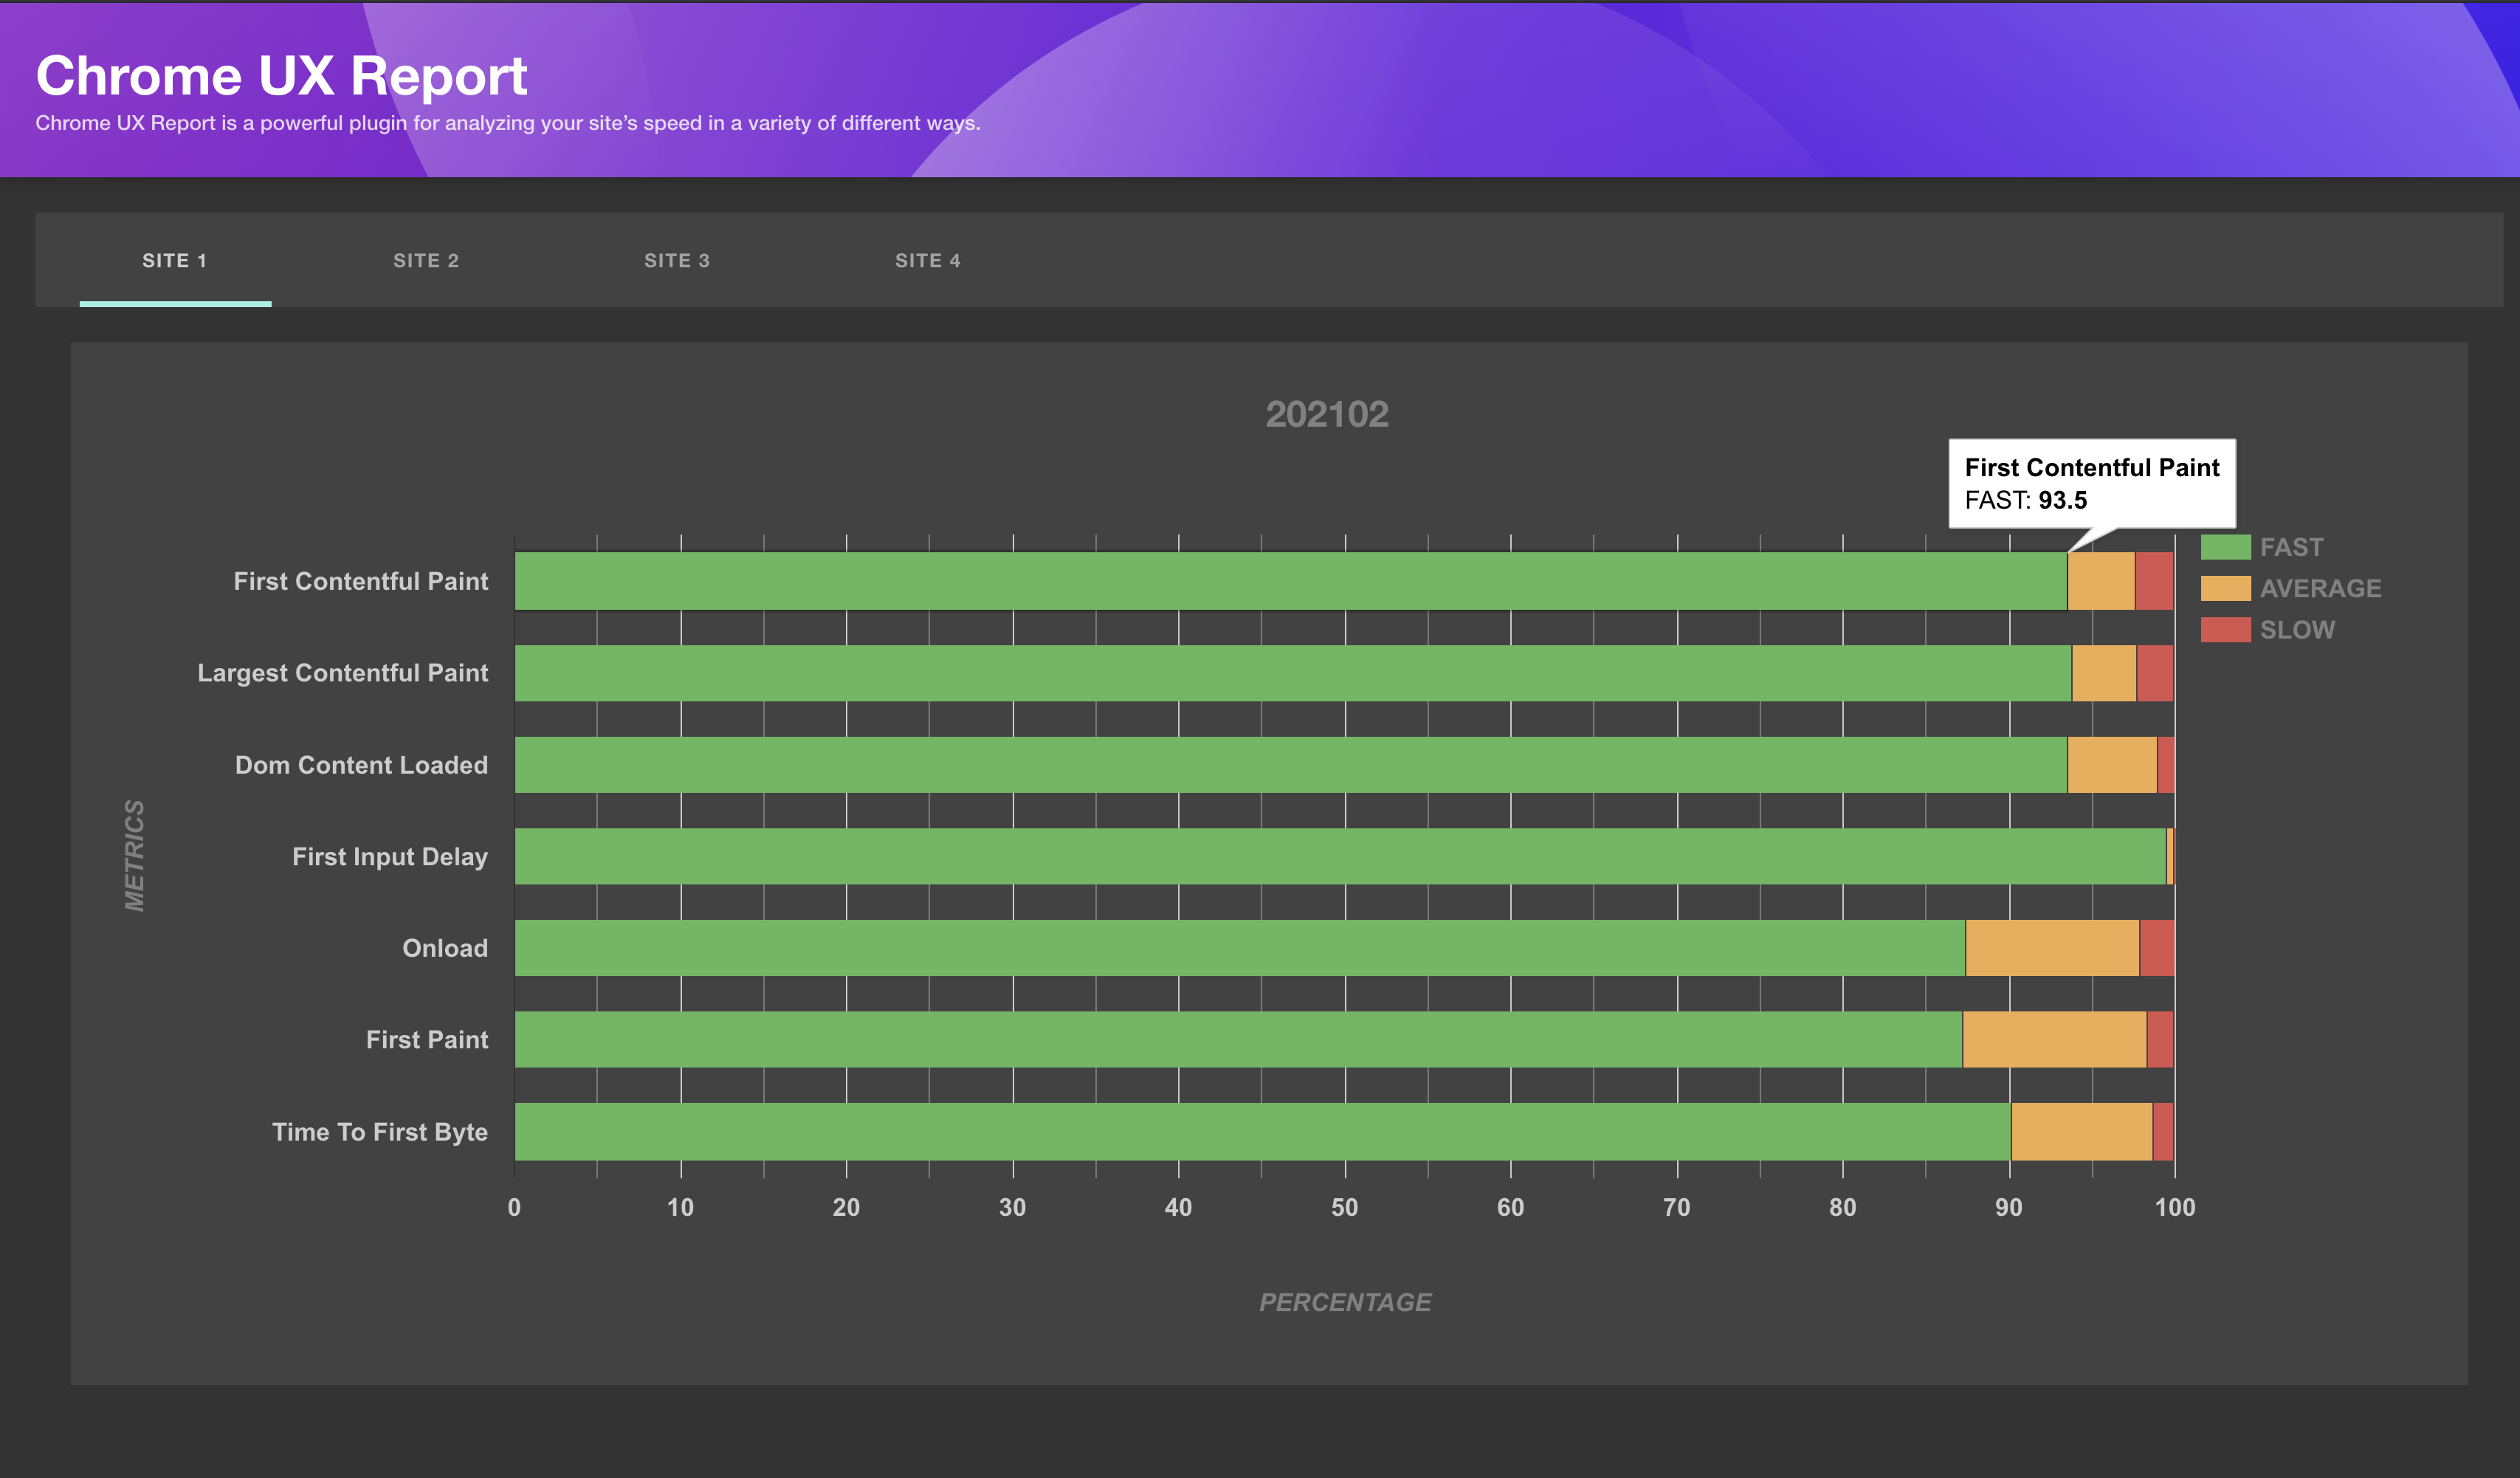 Chrome UX Report
Chrome UX Report is a powerful plugin for analyzing your site’s speed in a variety of different ways.
SITE 1 SITE 2 SITE 3 SITE 4
202102
First Contentful Paint
FAST: 93.5
FAST
AVERAGE
SLOW
METRICS
First Contentful Paint
Largest Contentful Paint
Dom Content Loaded
First Input Delay
Onload
First Paint
Time To First Byte
0 10 20 30 40 50 60 70 80 90 100
PERCENTAGE